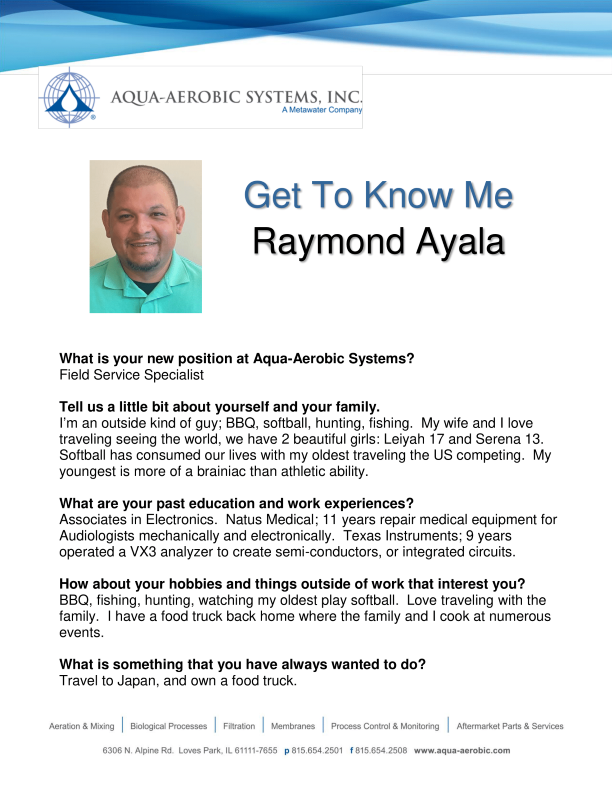 AQUA-AEROBIC SYSTEMS, INC.
A Metawater Company
®
Get To Know Me
Raymond Ayala
What is your new position at Aqua-Aerobic Systems?
Field Service Specialist
Tell us a little bit about yourself and your family.
I'm an outside kind of guy; BBQ, softball, hunting, fishing.  My wife and I love
traveling seeing the world, we have 2 beautiful girls: Leiyah 17 and Serena 13.
Softball has consumed our lives with my oldest traveling the US competing.  My
youngest is more of a brainiac than athletic ability.
What are your past education and work experiences?
Associates in Electronics.  Natus Medical; 11 years repair medical equipment for
Audiologists mechanically and electronically.  Texas Instruments; 9 years
operated a VX3 analyzer to create semi-conductors, or integrated circuits.
How about your hobbies and things outside of work that interest you?
BBQ, fishing, hunting, watching my oldest play softball.  Love traveling with the
family.  I have a food truck back home where the family and I cook at numerous
events.
What is something that you have always wanted to do?
Travel to Japan, and own a food truck.
Aeration & Mixing | Biological Processes | Filtration | Membranes | Process Control & Monitoring | Aftermarket Parts & Services
6306 N. Alpine Rd.  Loves Park, IL 61111-7655  p 815.654.2501  f 815.654.2508  www.aqua-aerobic.com